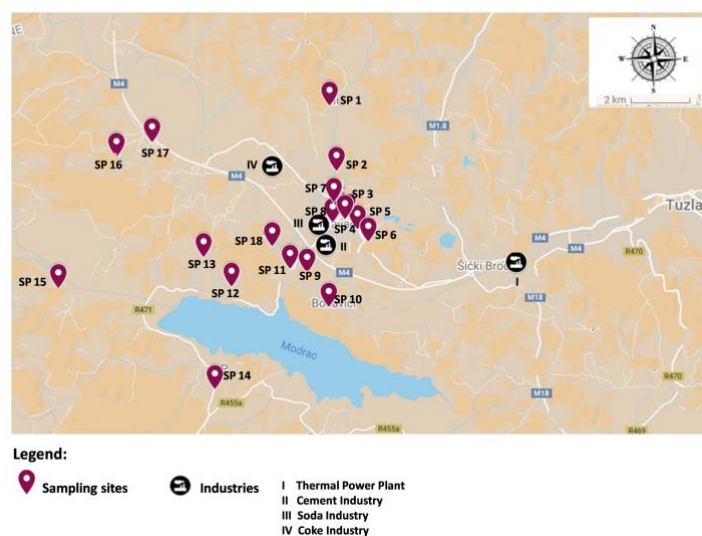 NE
M4
SP 1
N
W
E
S
2 km
M1.8
SP 17
SP 16
SP 2
IV
M4
SP 7
SP 3
SP 8
SP 5
III
SP 4
SP 6
Tuzla
SP 18
II
M4
SP 13
SP 11
SP 9
M4
Šićki Brod
R470
SP 15
SP 12
I
M18
SP 10
R471
Modrac
SP 14
R470
R455a
M18
R455a
R469
Legend:
Sampling sites
Industries
I Thermal Power Plant
II Cement Industry
III Soda Industry
IV Coke Industry